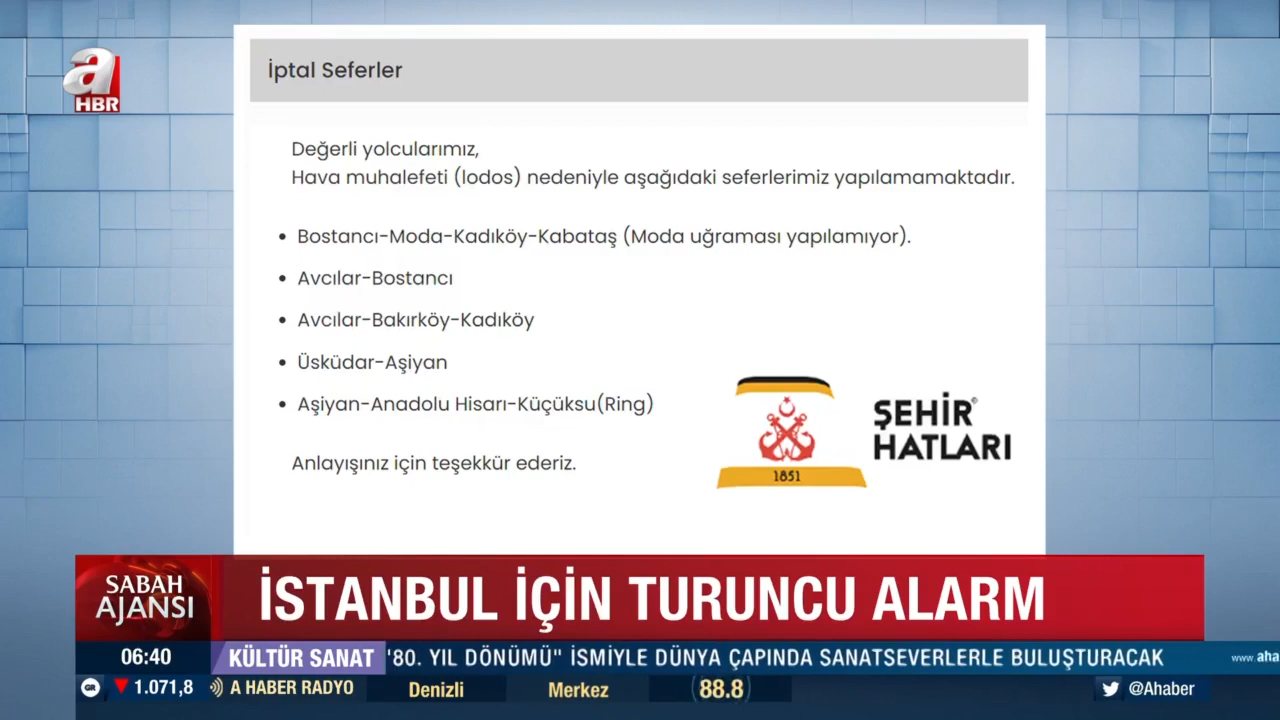 a
HBR
İptal Seferler
Değerli yolcularımız,
Hava muhalefeti (lodos) nedeniyle aşağıdaki seferlerimiz yapılamamaktadır.
• Bostancı-Moda-Kadıköy-Kabataş (Moda uğraması yapılamıyor).
• Avcılar-Bostancı
• Avcılar-Bakırköy-Kadıköy
• Üsküdar-Aşiyan
• Aşiyan-Anadolu Hisarı-Küçüksu(Ring)
Anlayışınız için teşekkür ederiz.
1851
ŞEHİR
HATLARI
SABAH
AJANSI
İSTANBUL İÇİN TURUNCU ALARM
06:40 KÜLTÜR SANAT '80. YIL DÖNÜMÜ" İSMİYLE DÜNYA ÇAPINDA SANATSEVERLERLE BULUŞTURACAK www.aha
GR 1.071,8 A HABER RADYO Denizli Merkez 88.8 @Ahaber